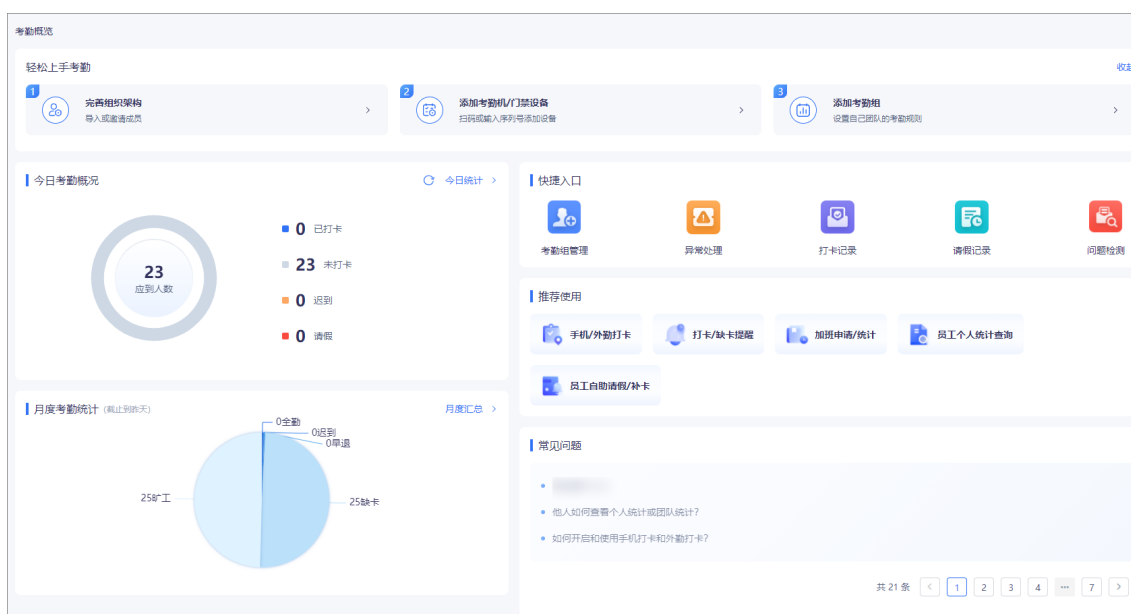 考勤概览
轻松上手考勤
收起
1
完善组织架构
导入或邀请成员
2
添加考勤机/门禁设备
扫码或输入序列号添加设备
3
添加考勤组
设置自己团队的考勤规则
今日考勤概况
今日统计
23
应到人数
0 已打卡
23 未打卡
0 迟到
0 请假
快捷入口
考勤组管理
异常处理
打卡记录
请假记录
问题检测
推荐使用
手机/外勤打卡
打卡/缺卡提醒
加班申请/统计
员工个人统计查询
员工自助请假/补卡
月度考勤统计 (截止到昨天)
月度汇总
0全勤
0迟到
0早退
25旷工
25缺卡
常见问题
他人如何查看个人统计或团队统计?
如何开启和使用手机打卡和外勤打卡?
共 21 条 < 1 2 3 4 ... 7 >